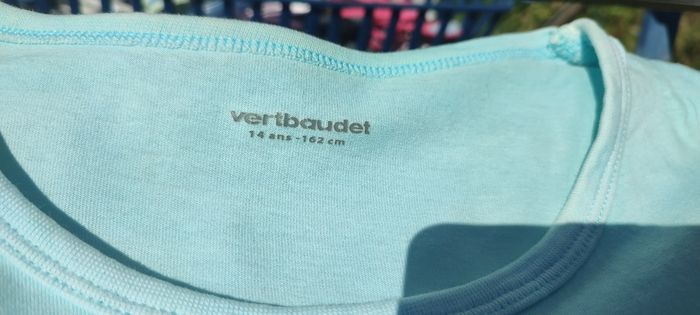 vertbaudet
14 ans - 162 cm